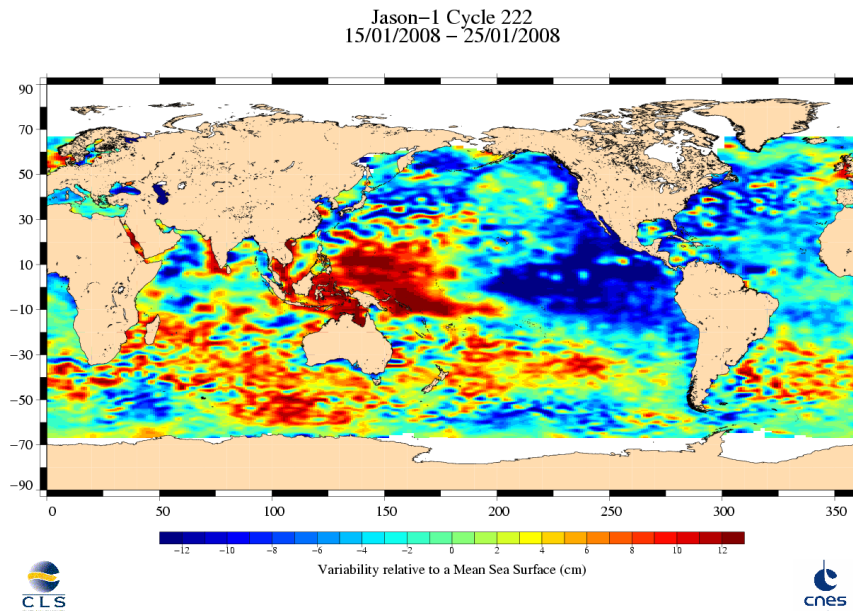 Jason−1 Cycle 222
15/01/2008 − 25/01/2008
90
70
50
30
10
−10
−30
−50
−70
−90
0 50 100 150 200 250 300 350
−12 −10 −8 −6 −4 −2 0 2 4 6 8 10 12
Variability relative to a Mean Sea Surface (cm)
CLS
cnes